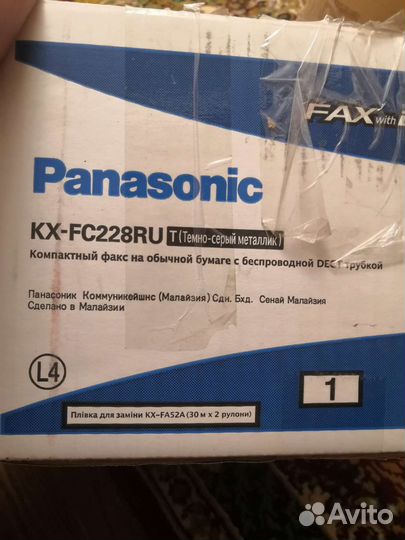 FAX with
Panasonic
KX-FC228RU T (Темно-серый металлик)
Компактный факс на обычной бумаге с беспроводной DECT трубкой
Панасоник Коммуникейшнс (Малайзия) Сдн. Бхд. Сенай Малайзия
Сделано в Малайзии
L4
1
Плівка для заміни KX-FA52A (30 м x 2 рулони)
Avito